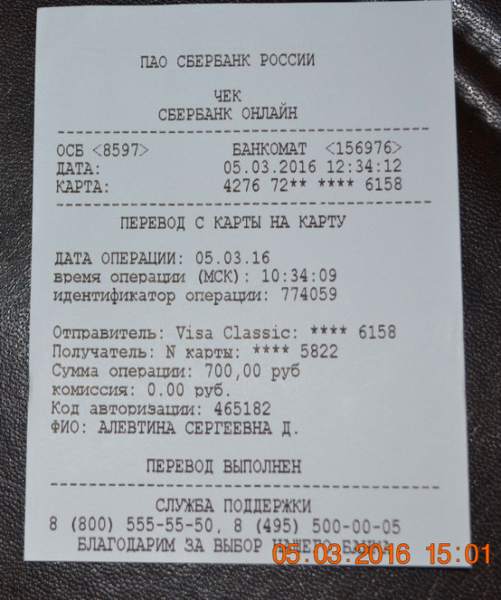 ПАО СБЕРБАНК РОССИИ
ЧЕК
СБЕРБАНК ОНЛАЙН
ОСБ <8597> БАНКОМАТ <156976>
ДАТА: 05.03.2016 12:34:12
КАРТА: 4276 72** **** 6158
ПЕРЕВОД С КАРТЫ НА КАРТУ
ДАТА ОПЕРАЦИИ: 05.03.16
время операции (МСК): 10:34:09
идентификатор операции: 774059
Отправитель: Visa Classic: **** 6158
Получатель: N карты: **** 5822
Сумма операции: 700,00 руб
комиссия: 0.00 руб.
Код авторизации: 465182
ФИО: АЛЕВТИНА СЕРГЕЕВНА Д.
ПЕРЕВОД ВЫПОЛНЕН
СЛУЖБА ПОДДЕРЖКИ
8 (800) 555-55-50, 8 (495) 500-00-05
БЛАГОДАРИМ ЗА ВЫБОР НАШЕГО БАНКА
05.03.2016 15:01